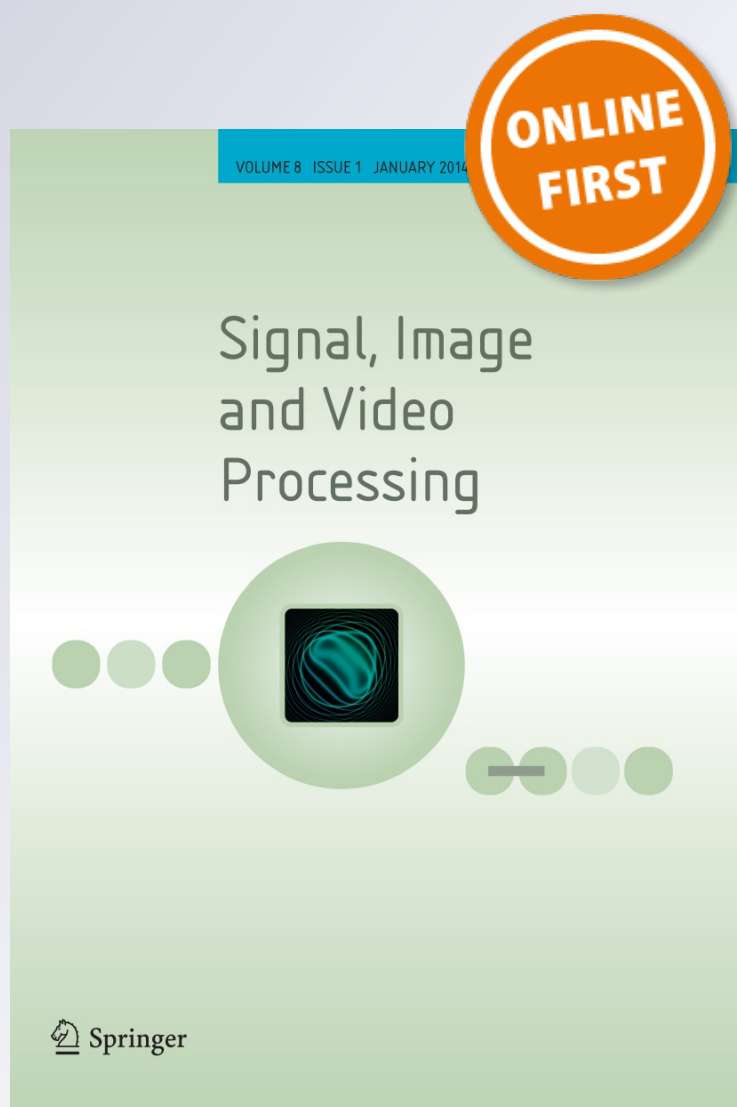 ONLINE
FIRST
VOLUME 8 ISSUE 1 JANUARY 2014
Signal, Image
and Video
Processing
Springer